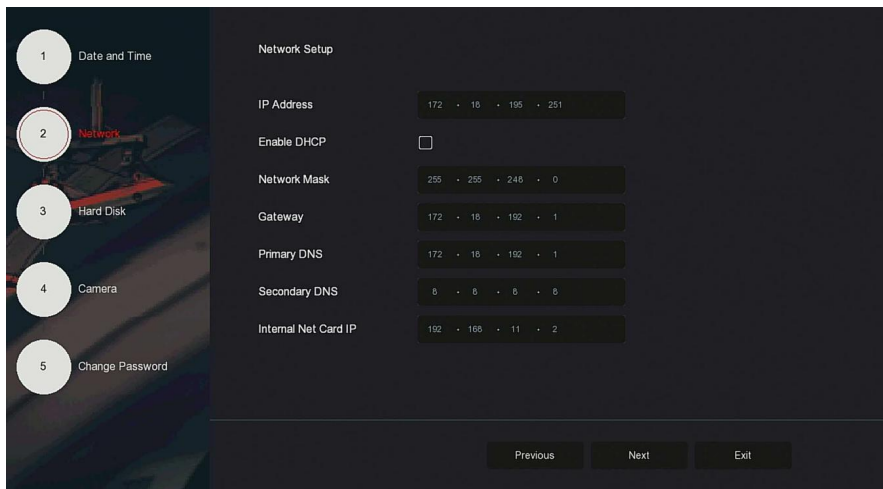 1 Date and Time
2 Network
3 Hard Disk
4 Camera
5 Change Password
Network Setup
IP Address 172 . 18 . 195 . 251
Enable DHCP
Network Mask 255 . 255 . 248 . 0
Gateway 172 . 18 . 192 . 1
Primary DNS 172 . 18 . 192 . 1
Secondary DNS 8 . 8 . 8 . 8
Internal Net Card IP 192 . 168 . 11 . 2
Previous Next Exit